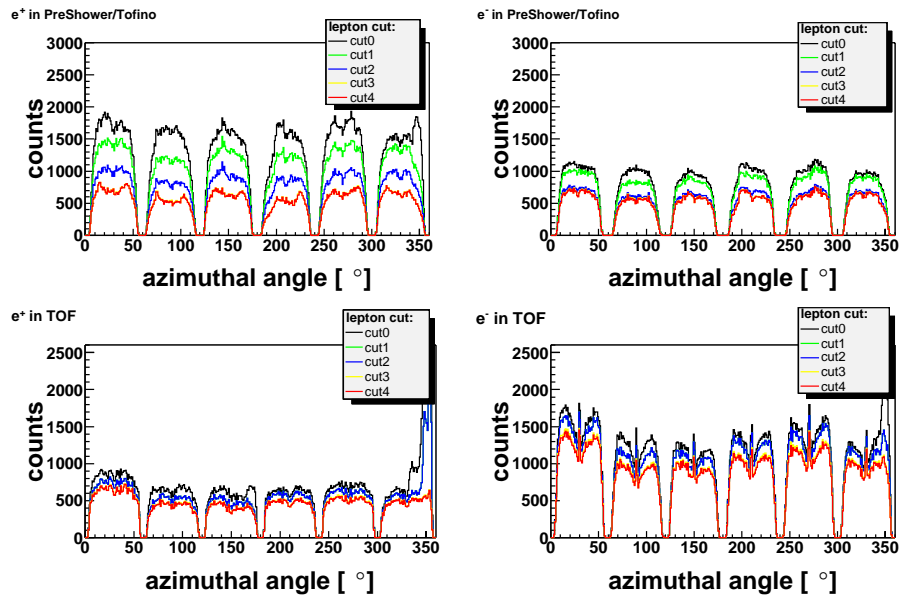 e+ in PreShower/Tofino
lepton cut:
cut0
cut1
cut2
cut3
cut4
3000
2500
2000
1500
1000
500
0
counts
0 50 100 150 200 250 300 350
azimuthal angle [ °]
e- in PreShower/Tofino
lepton cut:
cut0
cut1
cut2
cut3
cut4
3000
2500
2000
1500
1000
500
0
counts
0 50 100 150 200 250 300 350
azimuthal angle [ °]
e+ in TOF
lepton cut:
cut0
cut1
cut2
cut3
cut4
2500
2000
1500
1000
500
0
counts
0 50 100 150 200 250 300 350
azimuthal angle [ °]
e- in TOF
lepton cut:
cut0
cut1
cut2
cut3
cut4
2500
2000
1500
1000
500
0
counts
0 50 100 150 200 250 300 350
azimuthal angle [ °]